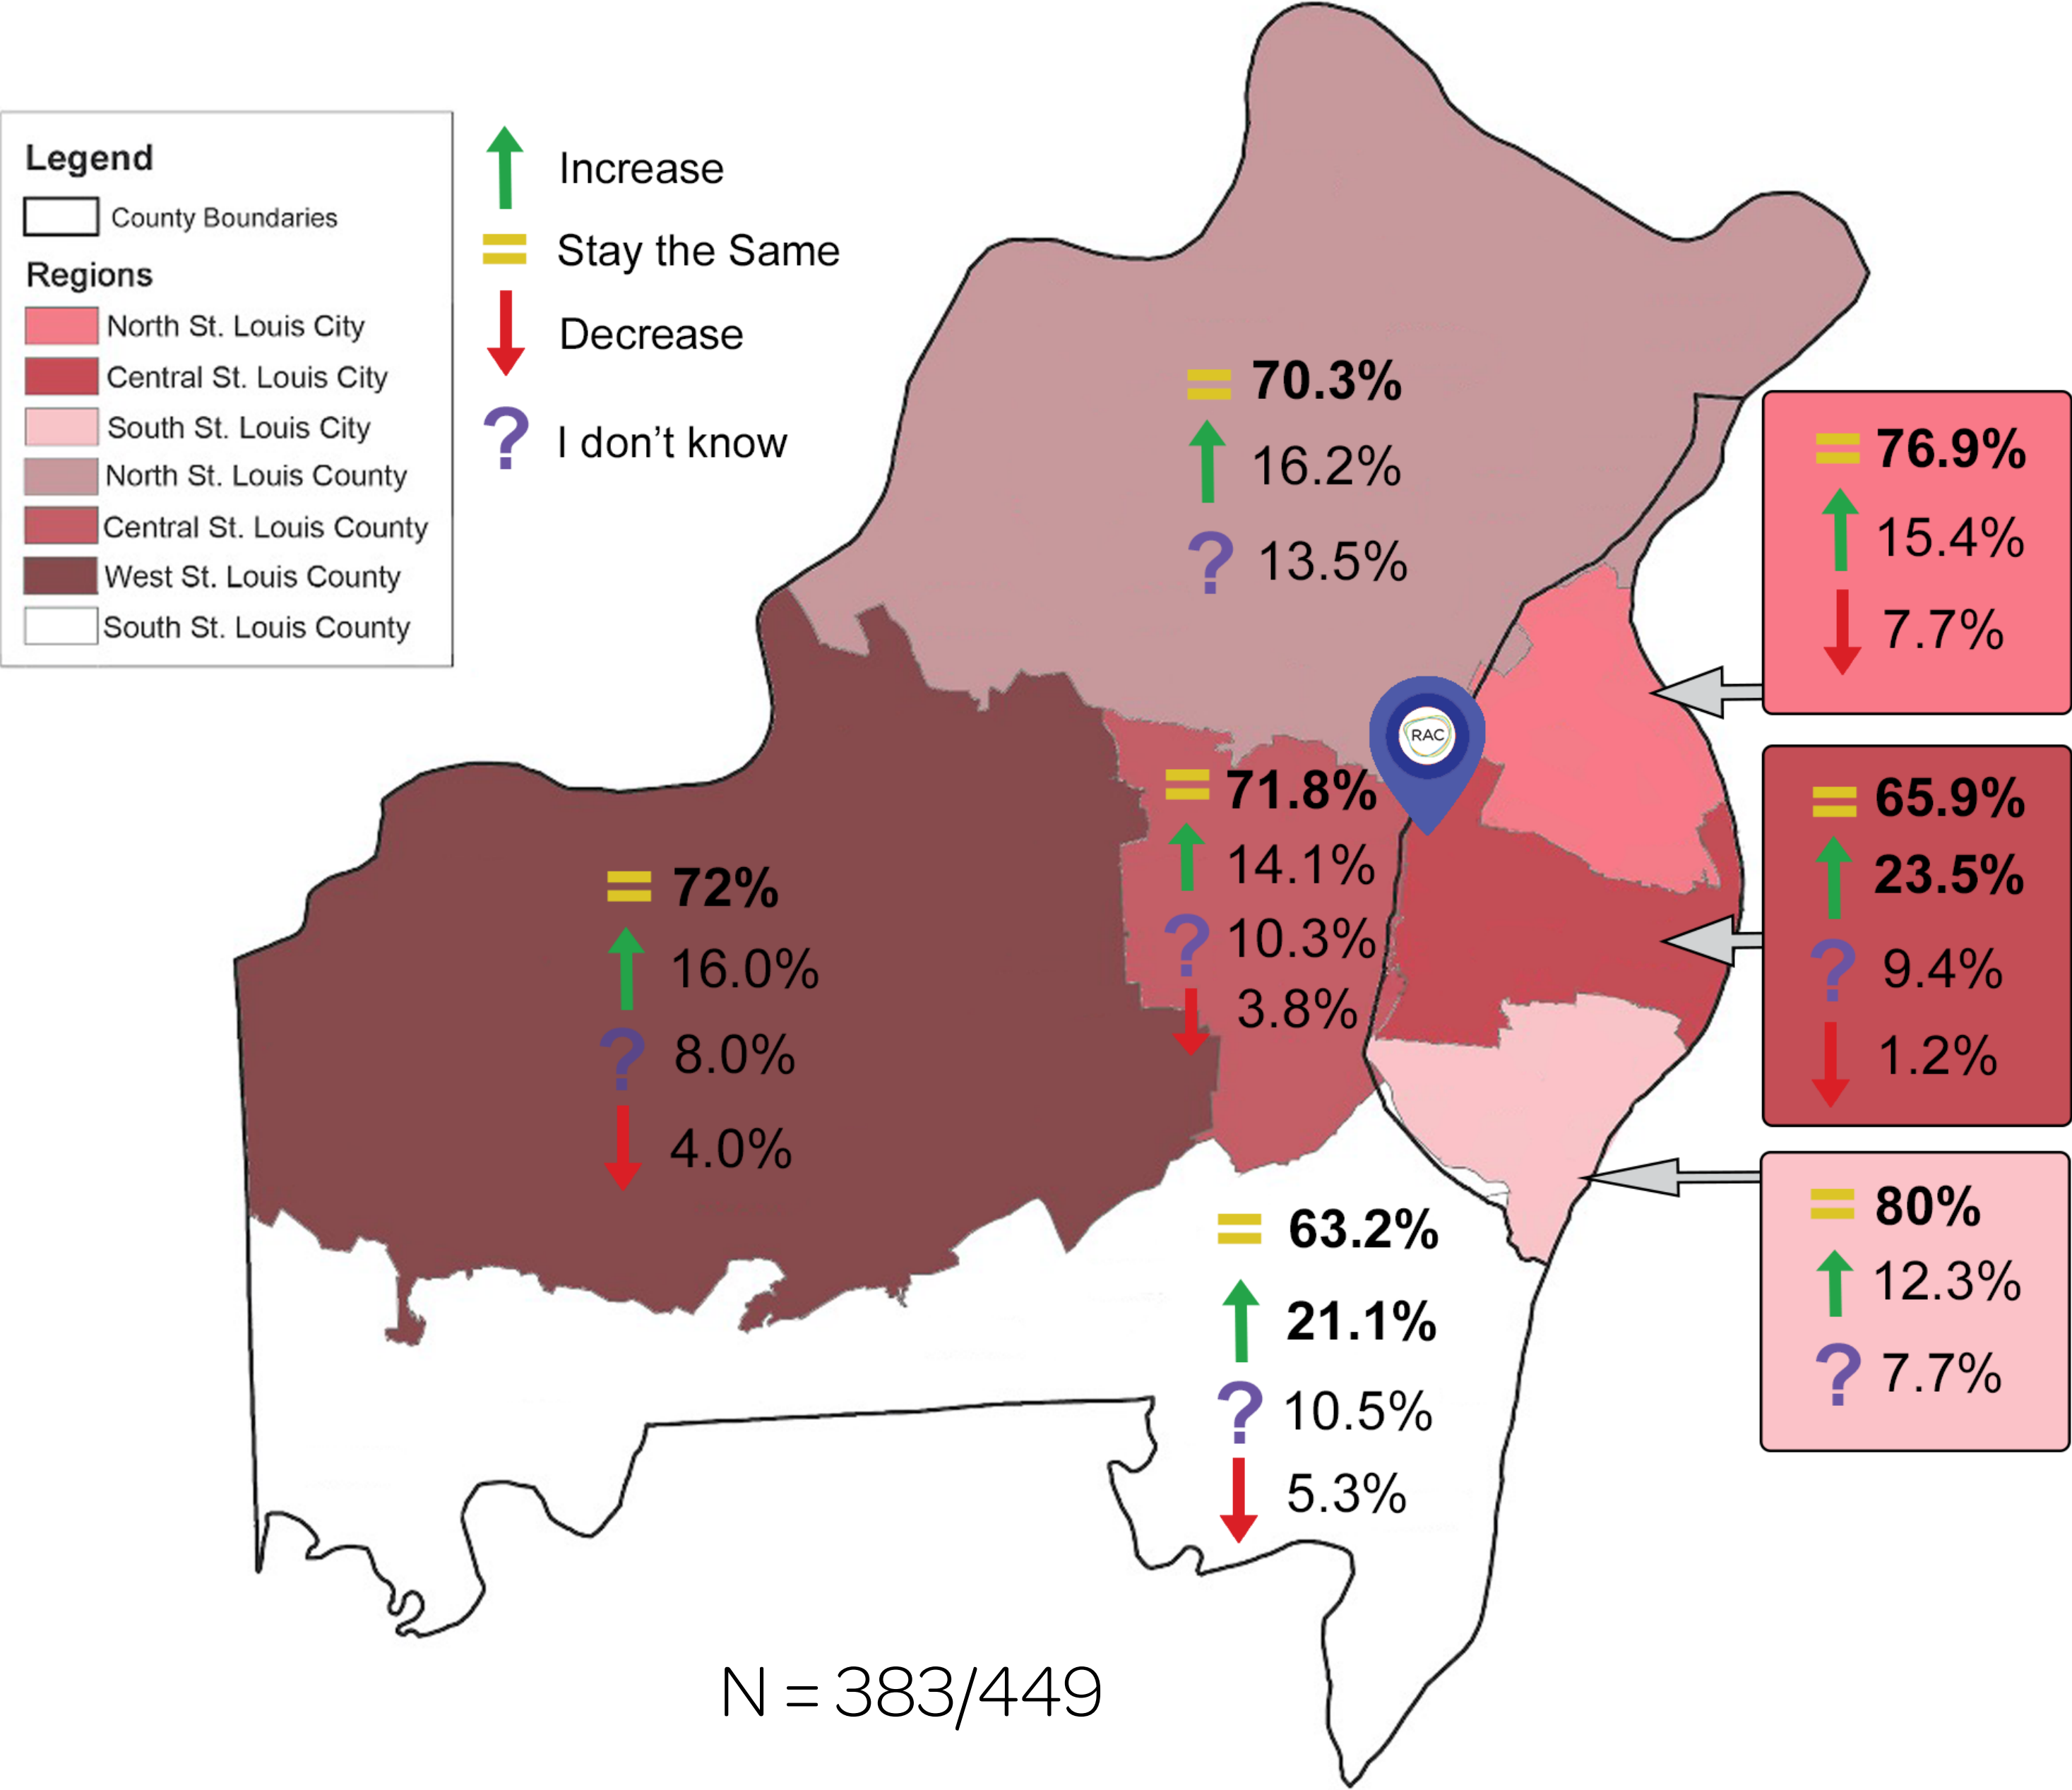 Legend
County Boundaries
Regions
North St. Louis City
Central St. Louis City
South St. Louis City
North St. Louis County
Central St. Louis County
West St. Louis County
South St. Louis County
Increase
= Stay the Same
Decrease
? I don’t know
= 70.3%
16.2%
? 13.5%
= 76.9%
15.4%
7.7%
RAC
= 71.8%
14.1%
? 10.3%
3.8%
= 65.9%
23.5%
? 9.4%
1.2%
= 72%
16.0%
? 8.0%
4.0%
= 80%
12.3%
? 7.7%
= 63.2%
21.1%
? 10.5%
5.3%
N = 383/449